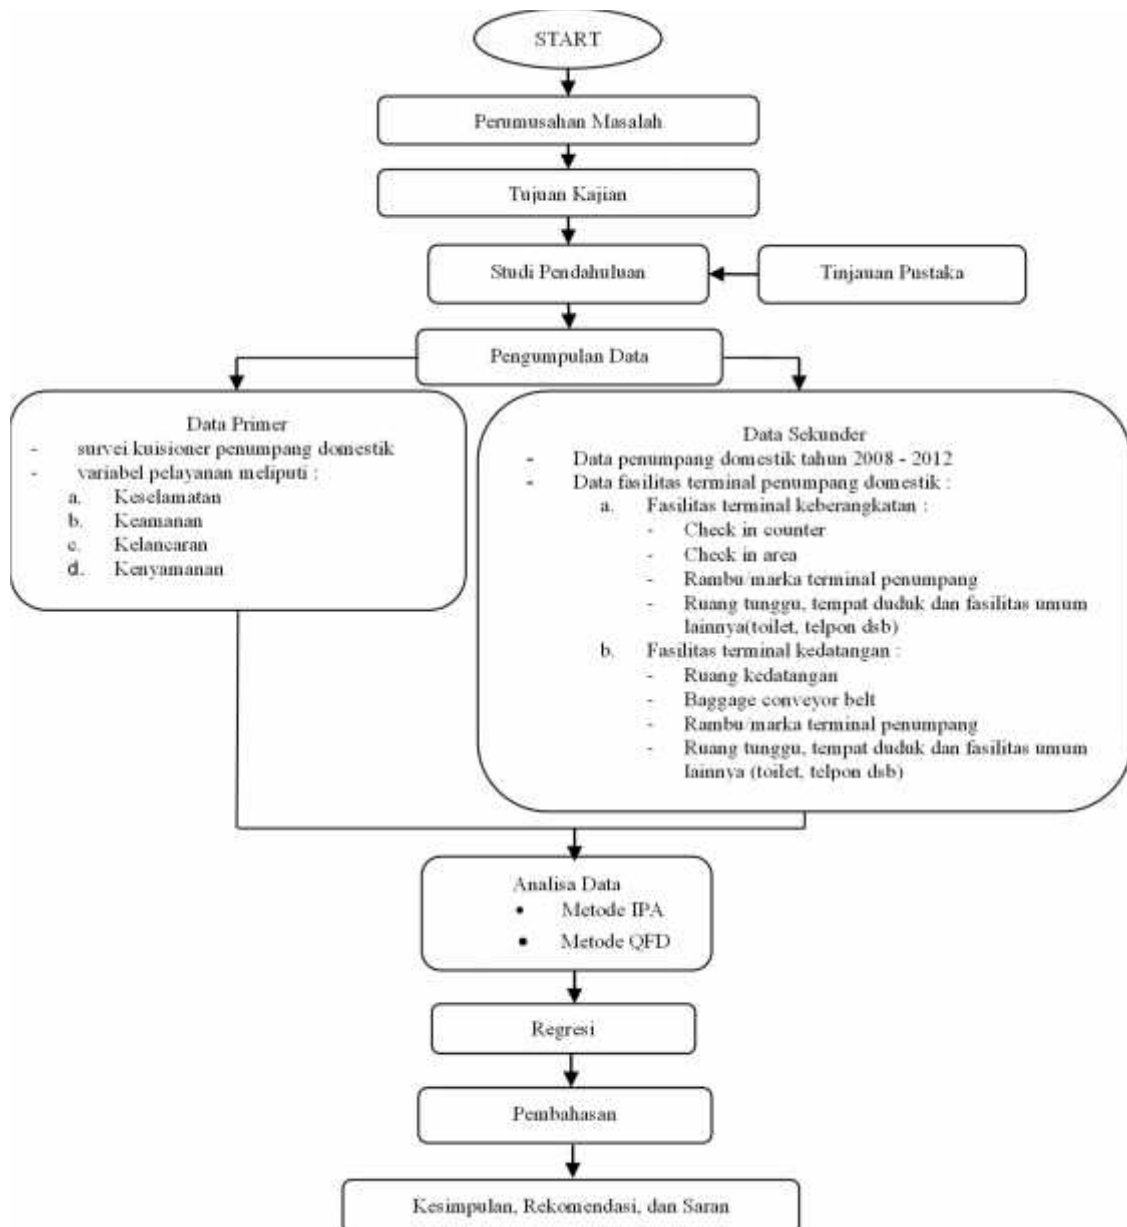 START
Perumusahan Masalah
Tujuan Kajian
Studi Pendahuluan
Tinjauan Pustaka
Pengumpulan Data
Data Primer
- survei kuisioner penumpang domestik
- variabel pelayanan meliputi :
a. Keselamatan
b. Keamanan
c. Kelancaran
d. Kenyamanan
Data Sekunder
- Data penumpang domestik tahun 2008 - 2012
- Data fasilitas terminal penumpang domestik :
a. Fasilitas terminal keberangkatan :
- Check in counter
- Check in area
- Rambu/marka terminal penumpang
- Ruang tunggu, tempat duduk dan fasilitas umum
lainnya(toilet, telpon dsb)
b. Fasilitas terminal kedatangan :
- Ruang kedatangan
- Baggage conveyor belt
- Rambu/marka terminal penumpang
- Ruang tunggu, tempat duduk dan fasilitas umum
lainnya (toilet, telpon dsb)
Analisa Data
• Metode IPA
• Metode QFD
Regresi
Pembahasan
Kesimpulan, Rekomendasi, dan Saran